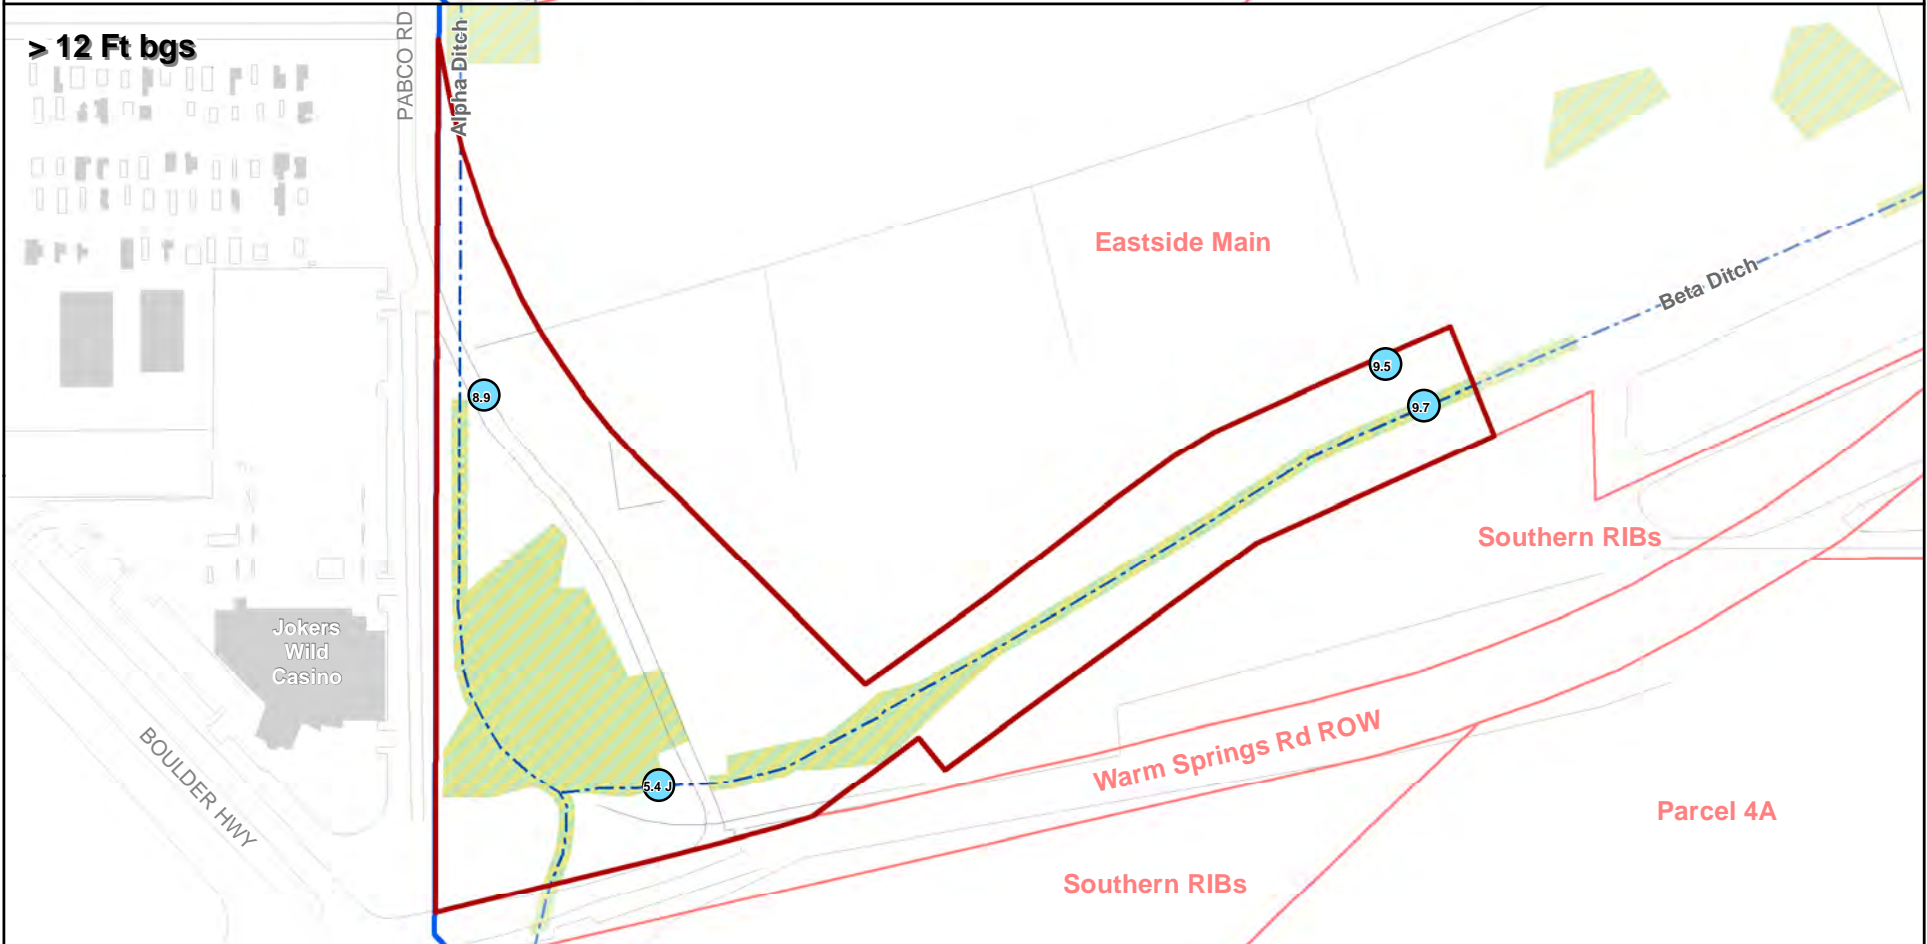 > 12 Ft bgs
PABCO RD
Alpha Ditch
Eastside Main
Beta Ditch
9.5
8.9
9.7
Southern RIBs
Jokers
Wild
Casino
BOULDER HWY
5.4 J
Warm Springs Rd ROW
Parcel 4A
Southern RIBs